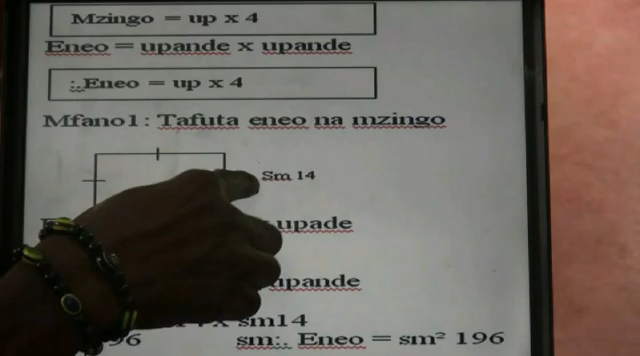 Mzingo = up x 4
Eneo = upande x upande
:.Eneo = up x 4
Mfano1: Tafuta eneo na mzingo
Sm 14
upade
upande
x sm14
96 sm:. Eneo = sm² 196